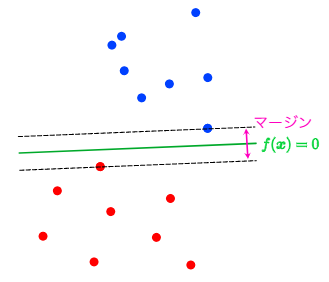 マージン
f(x) = 0